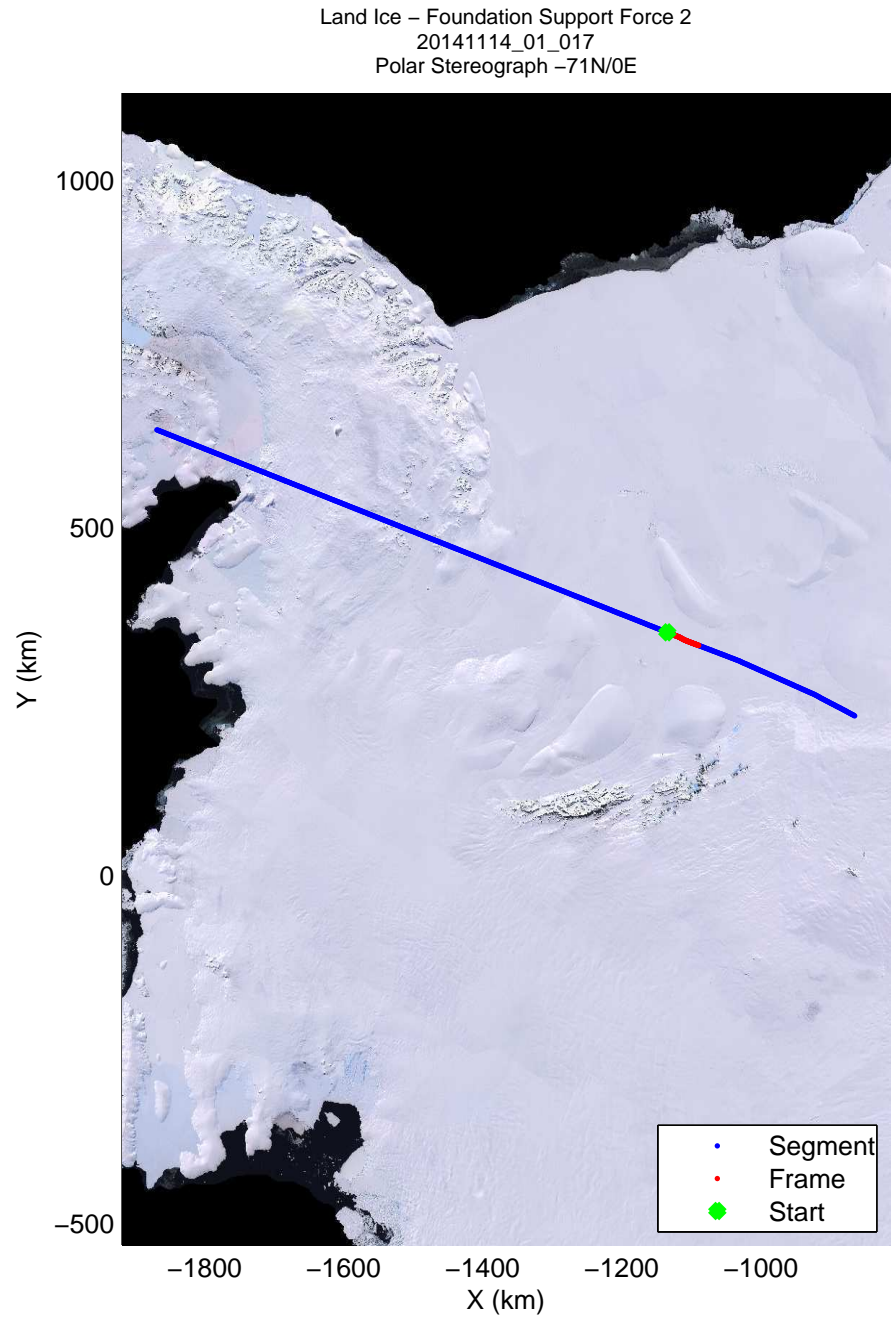 Land Ice − Foundation Support Force 2
20141114_01_017
Polar Stereograph −71N/0E
1000
500
0
−500
Y (km)
−1800
−1600
−1400
−1200
−1000
X (km)
Segment
Frame
Start